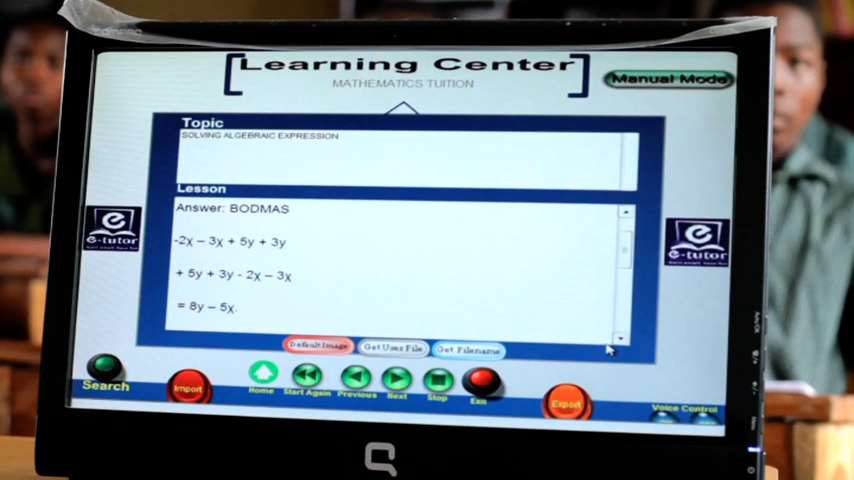 Learning Center
MATHEMATICS TUITION
Manual Mode
Topic
SOLVING ALGEBRAIC EXPRESSION
Lesson
Answer: BODMAS
-2x – 3x + 5y + 3y
+ 5y + 3y - 2x – 3x
= 8y – 5x.
e
e-tutor
e
e-tutor
Default Image
Get User File
Get Filename
Search
Import
Home
Start Again
Previous
Next
Stop
Exit
Export
Voice Control